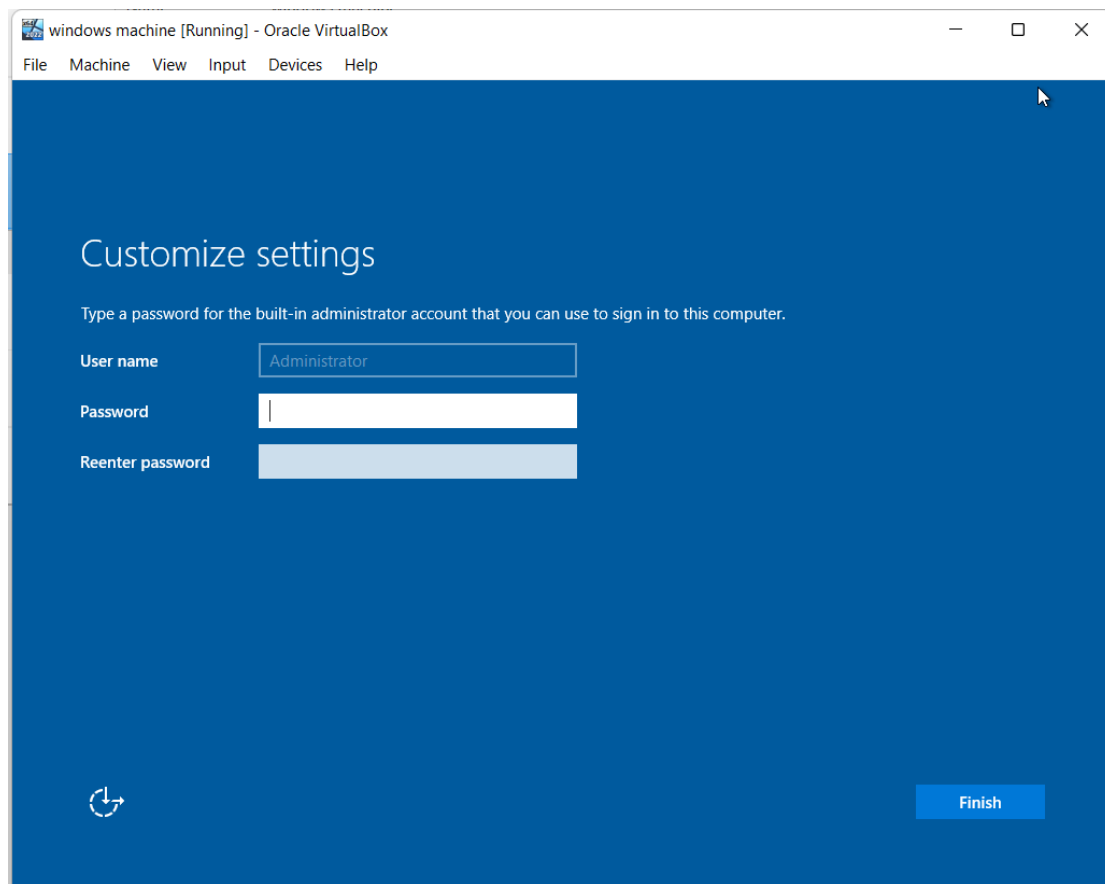 windows machine [Running] - Oracle VirtualBox
File Machine View Input Devices Help
Customize settings
Type a password for the built-in administrator account that you can use to sign in to this computer.
User name Administrator
Password
Reenter password
Finish